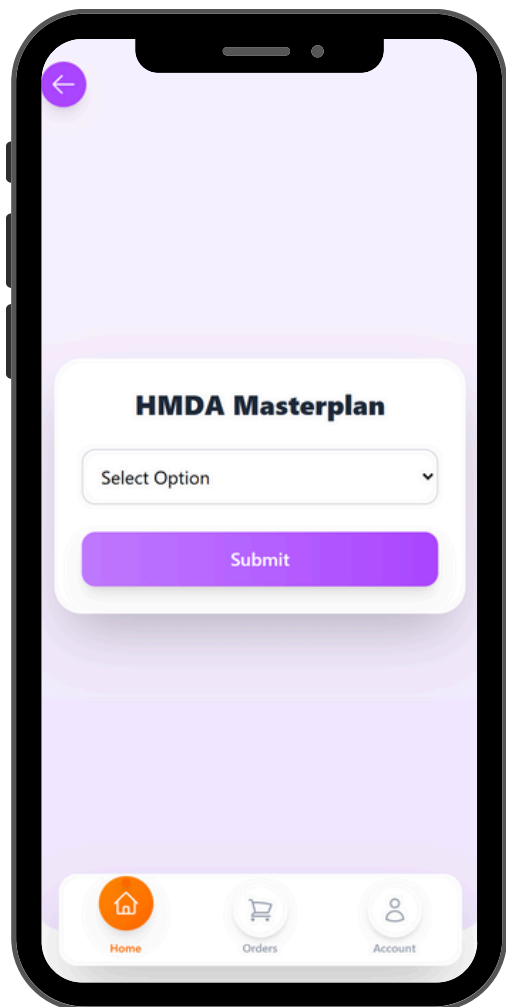 HMDA Masterplan
Select Option
Submit
Home
Orders
Account